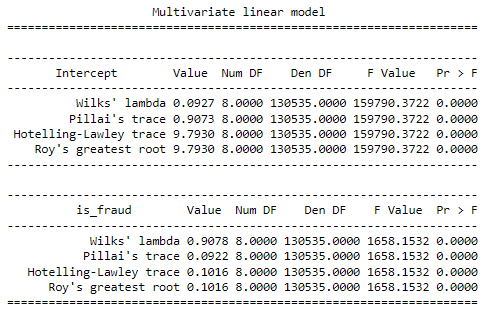 Multivariate linear model
================================================================
----------------------------------------------------------------
Intercept Value Num DF Den DF F Value Pr > F
----------------------------------------------------------------
Wilks' lambda 0.0927 8.0000 130535.0000 159790.3722 0.0000
Pillai's trace 0.9073 8.0000 130535.0000 159790.3722 0.0000
Hotelling-Lawley trace 9.7930 8.0000 130535.0000 159790.3722 0.0000
Roy's greatest root 9.7930 8.0000 130535.0000 159790.3722 0.0000
----------------------------------------------------------------
----------------------------------------------------------------
is_fraud Value Num DF Den DF F Value Pr > F
----------------------------------------------------------------
Wilks' lambda 0.9078 8.0000 130535.0000 1658.1532 0.0000
Pillai's trace 0.0922 8.0000 130535.0000 1658.1532 0.0000
Hotelling-Lawley trace 0.1016 8.0000 130535.0000 1658.1532 0.0000
Roy's greatest root 0.1016 8.0000 130535.0000 1658.1532 0.0000
================================================================